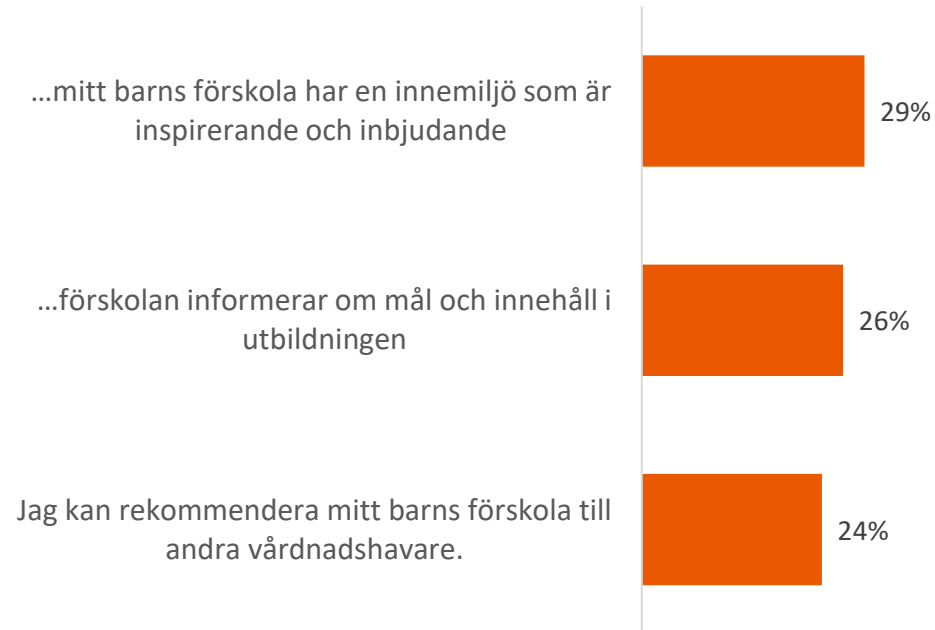 …mitt barns förskola har en innemiljö som är
inspirerande och inbjudande
29%
…förskolan informerar om mål och innehåll i
utbildningen
26%
Jag kan rekommendera mitt barns förskola till
andra vårdnadshavare.
24%